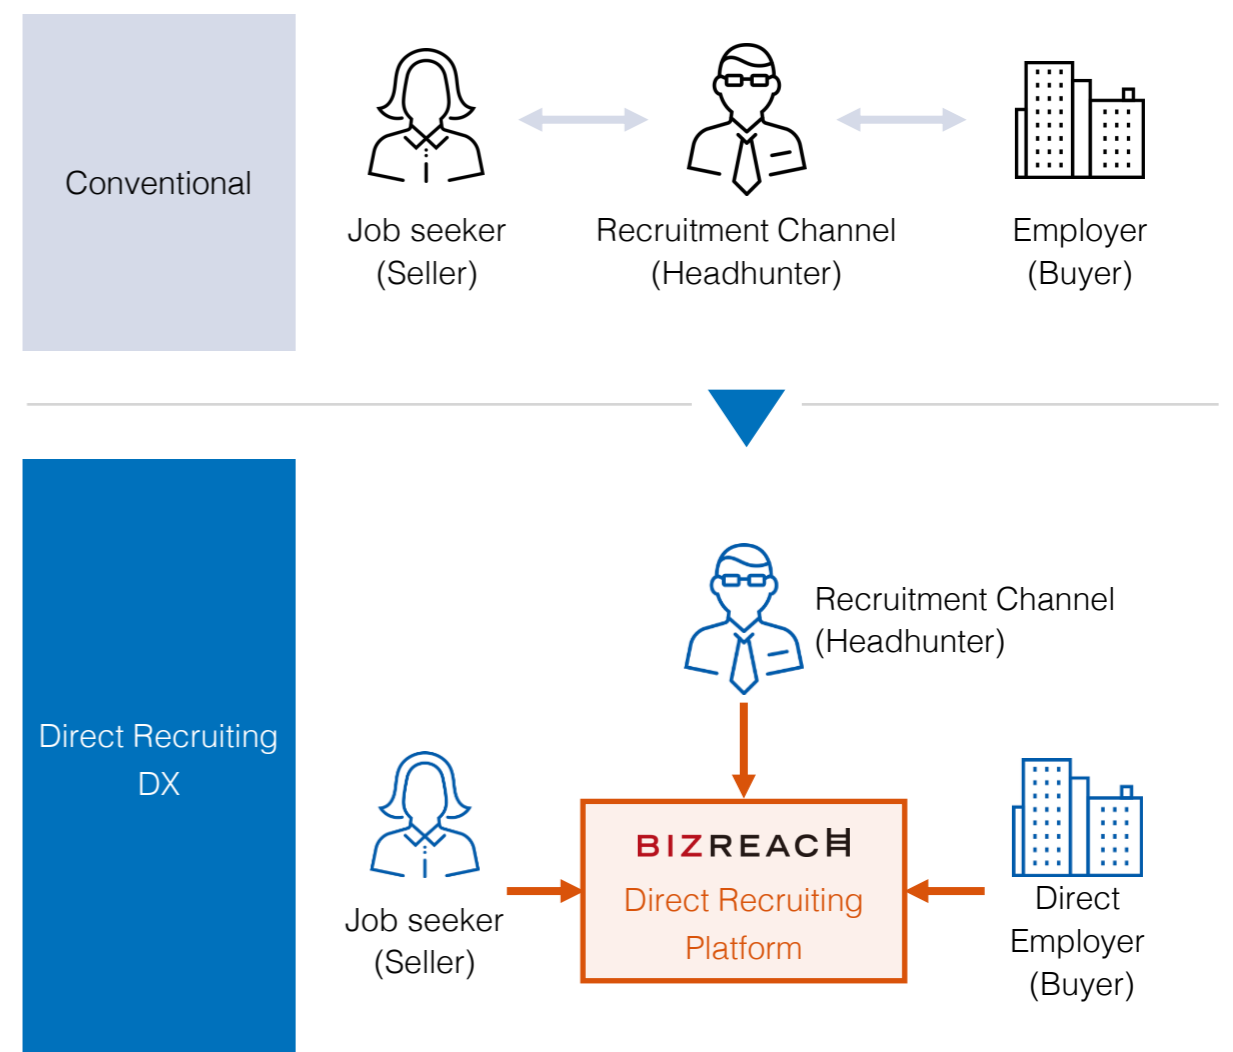 Conventional
Job seeker
(Seller)
Recruitment Channel
(Headhunter)
Employer
(Buyer)
Direct Recruiting
DX
Recruitment Channel
(Headhunter)
Job seeker
(Seller)
BIZREACH
Direct Recruiting
Platform
Direct
Employer
(Buyer)